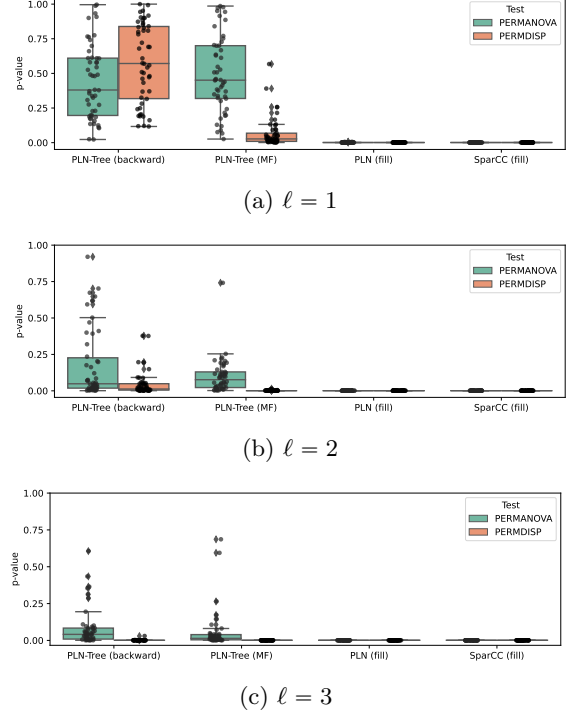 1.00
0.75
0.50
0.25
0.00
p-value
Test
PERMANOVA
PERMDISP
PLN-Tree (backward)
PLN-Tree (MF)
PLN (fill)
SparCC (fill)
(a) ℓ = 1
1.00
0.75
0.50
0.25
0.00
p-value
Test
PERMANOVA
PERMDISP
PLN-Tree (backward)
PLN-Tree (MF)
PLN (fill)
SparCC (fill)
(b) ℓ = 2
1.00
0.75
0.50
0.25
0.00
p-value
Test
PERMANOVA
PERMDISP
PLN-Tree (backward)
PLN-Tree (MF)
PLN (fill)
SparCC (fill)
(c) ℓ = 3